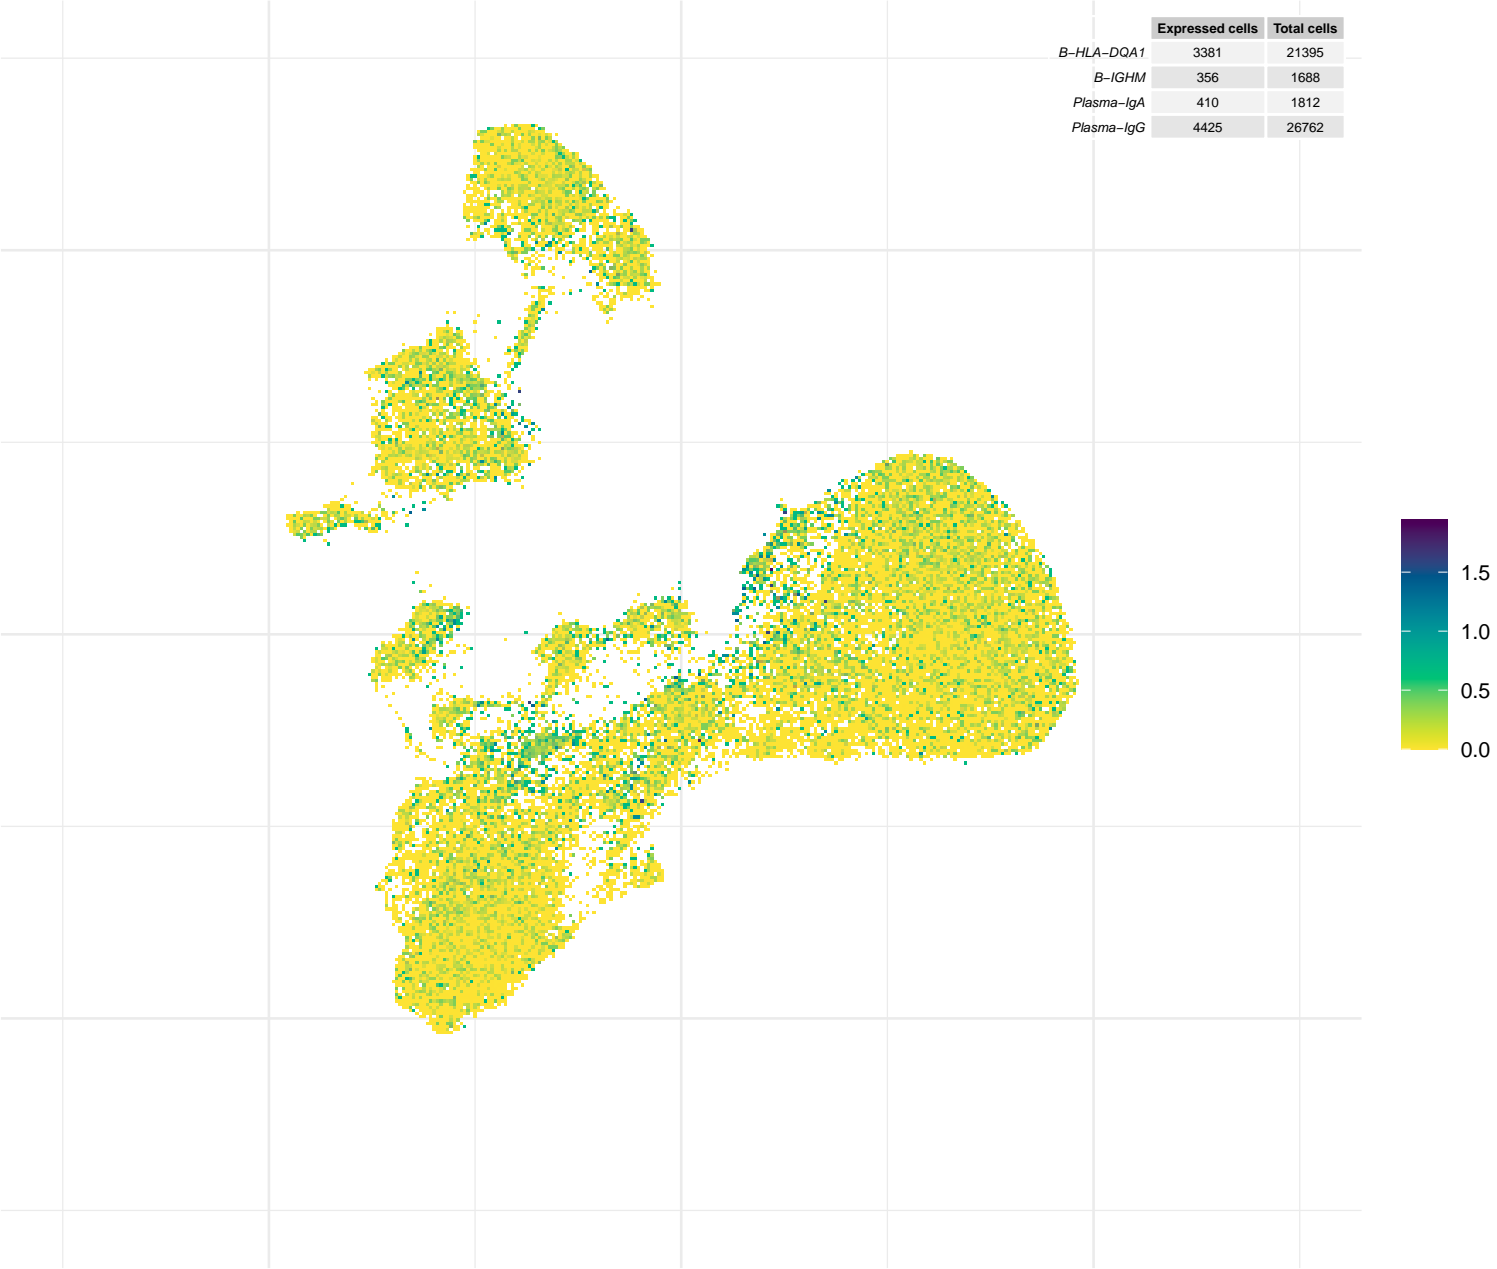 Expressed cells Total cells
B−HLA−DQA1 3381 21395
B−IGHM 356 1688
Plasma−IgA 410 1812
Plasma−IgG 4425 26762
1.5
1.0
0.5
0.0